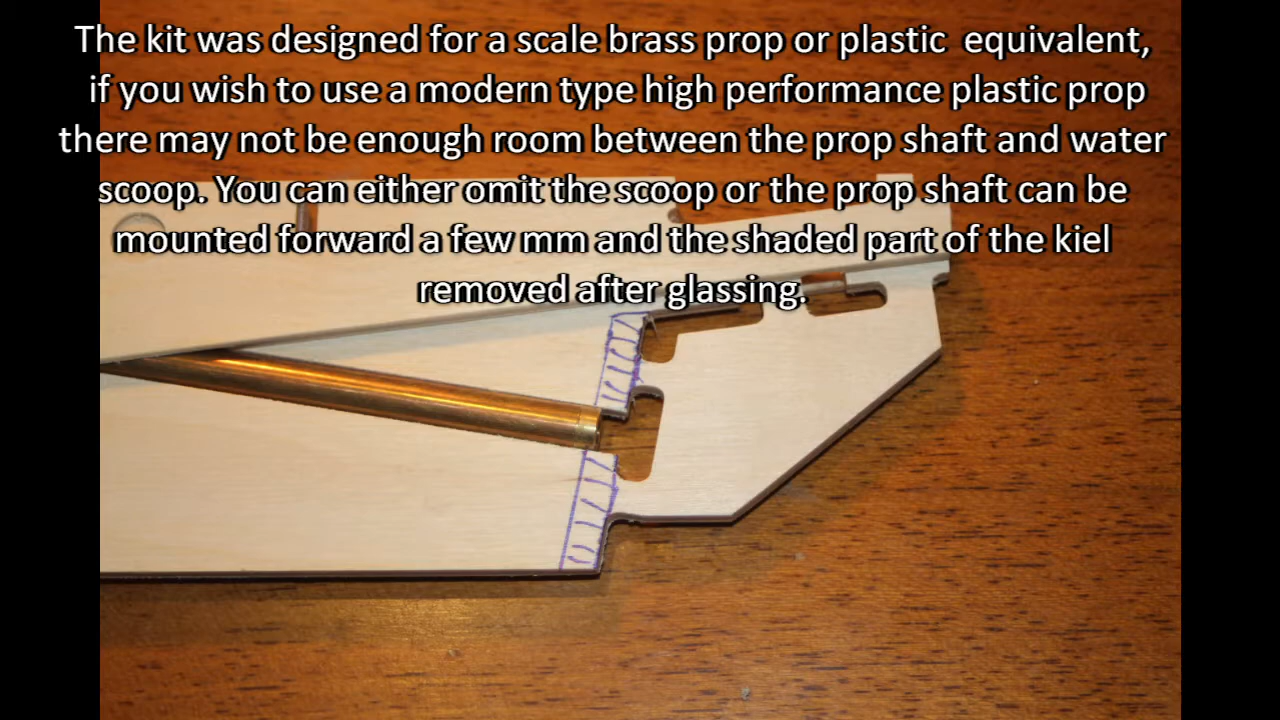 The kit was designed for a scale brass prop or plastic  equivalent,
if you wish to use a modern type high performance plastic prop
there may not be enough room between the prop shaft and water
scoop. You can either omit the scoop or the prop shaft can be
mounted forward a few mm and the shaded part of the kiel
removed after glassing.